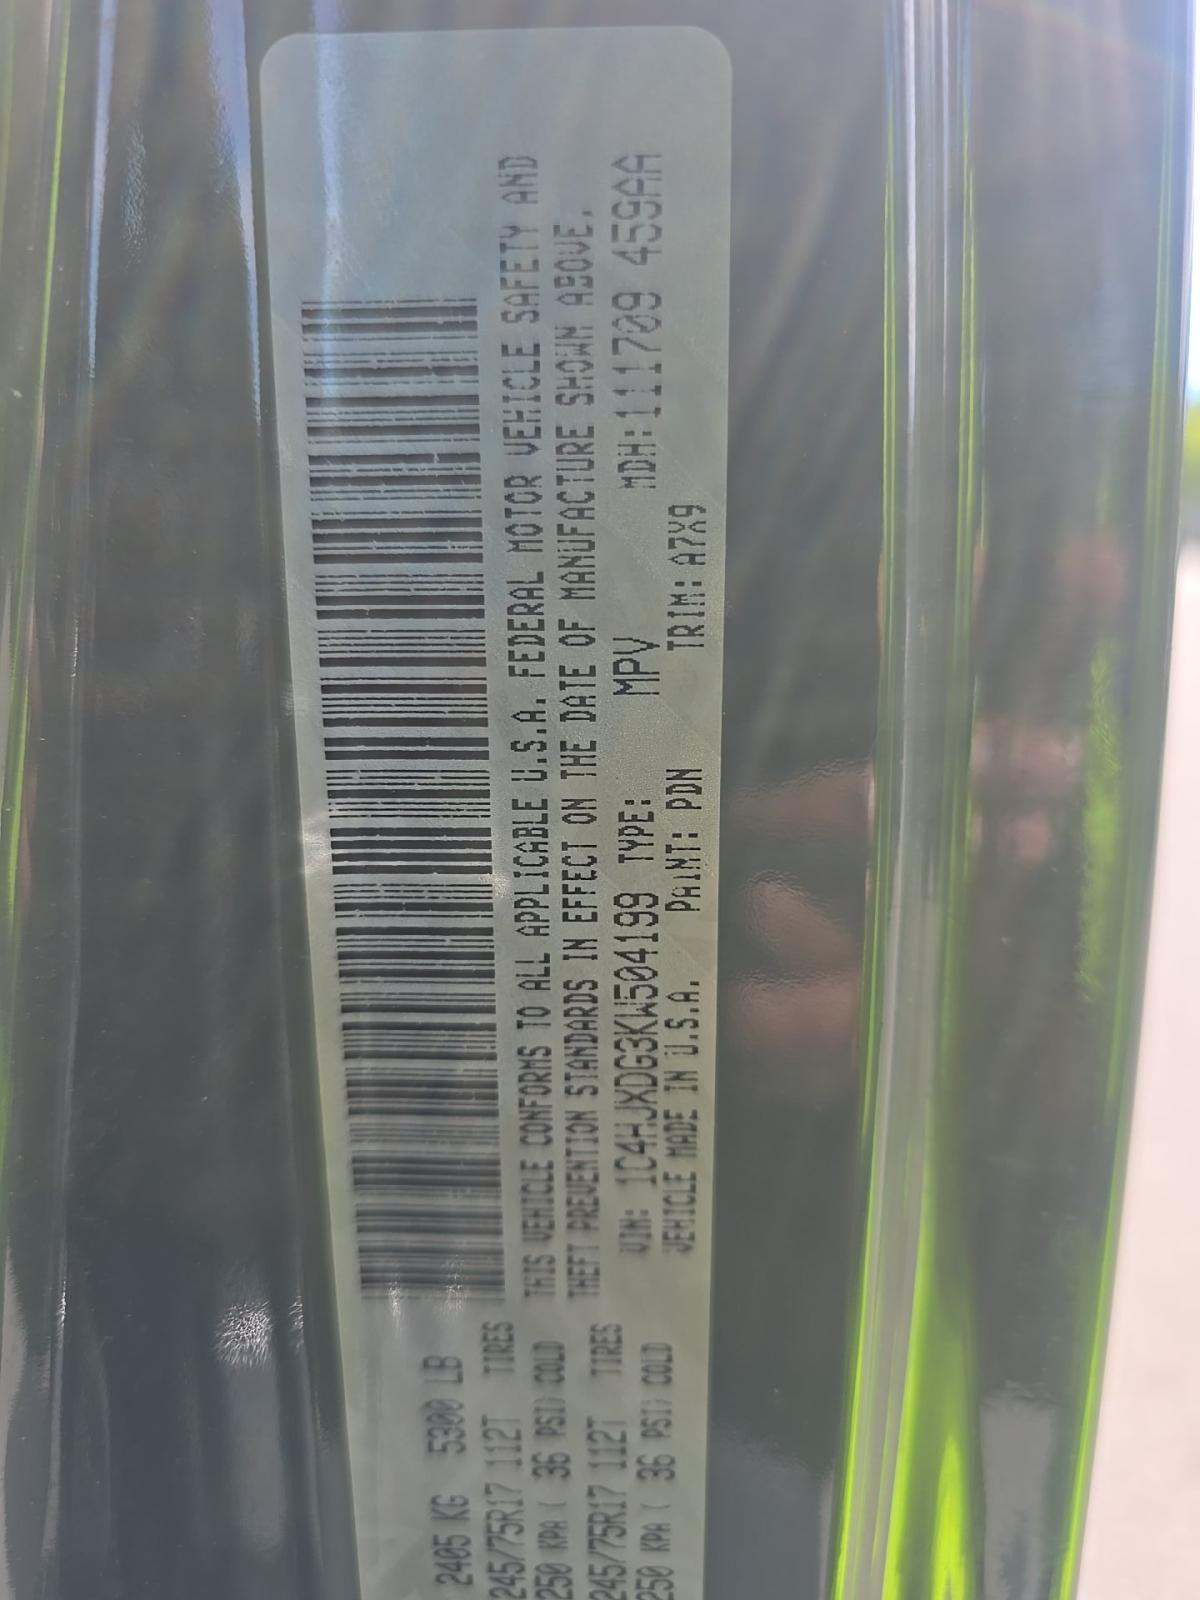 2405 KG 5300 LB
245/75R17 112T TIRES
250 KPA ( 36 PSI) COLD
245/75R17 112T TIRES
250 KPA ( 36 PSI) COLD
THIS VEHICLE CONFORMS TO ALL APPLICABLE U.S.A. FEDERAL MOTOR VEHICLE SAFETY AND
THEFT PREVENTION STANDARDS IN EFFECT ON THE DATE OF MANUFACTURE SHOWN ABOVE.
VIN: 1C4HJXDG3KW504199 TYPE: MPV MDH:111709 459AA
VEHICLE MADE IN U.S.A. PAINT: PDN TRIM: A7X9